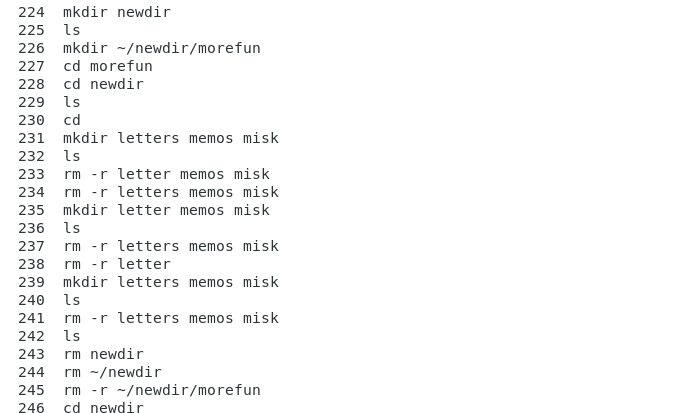 224  mkdir newdir
225  ls
226  mkdir ~/newdir/morefun
227  cd morefun
228  cd newdir
229  ls
230  cd
231  mkdir letters memos misk
232  ls
233  rm -r letter memos misk
234  rm -r letters memos misk
235  mkdir letter memos misk
236  ls
237  rm -r letters memos misk
238  rm -r letter
239  mkdir letters memos misk
240  ls
241  rm -r letters memos misk
242  ls
243  rm newdir
244  rm ~/newdir
245  rm -r ~/newdir/morefun
246  cd newdir